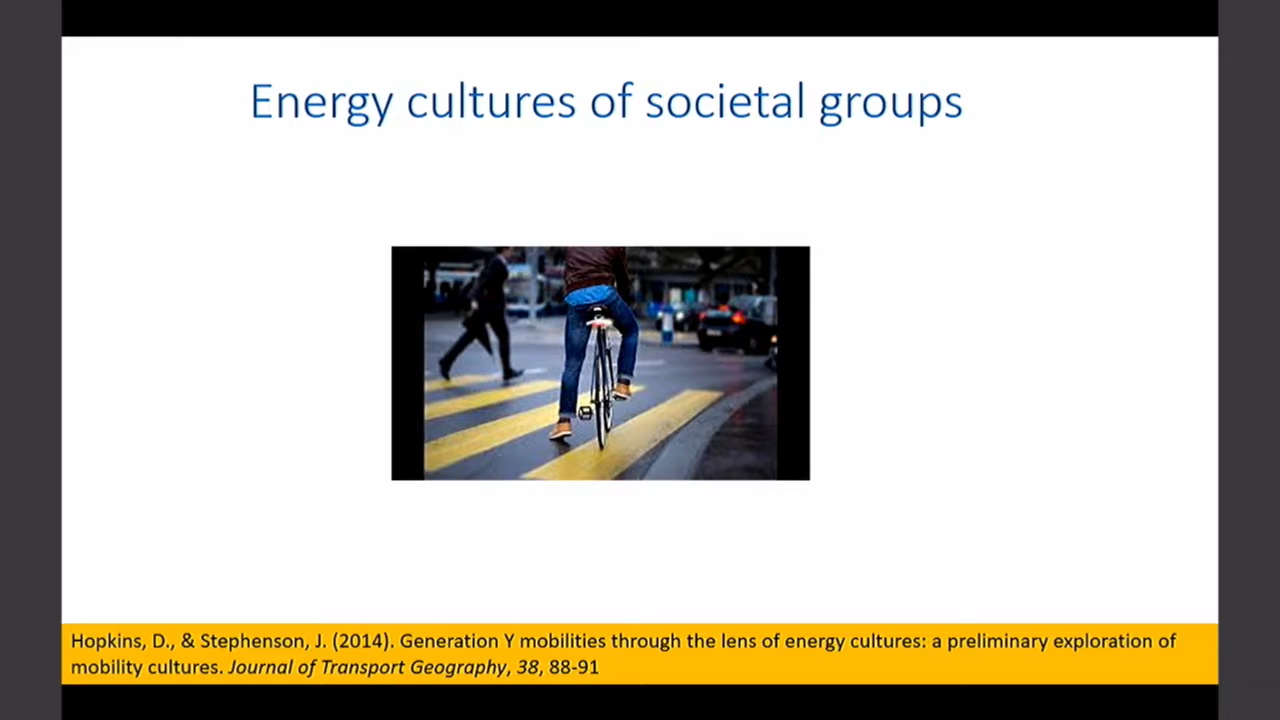 Energy cultures of societal groups
Hopkins, D., & Stephenson, J. (2014). Generation Y mobilities through the lens of energy cultures: a preliminary exploration of
mobility cultures. Journal of Transport Geography, 38, 88-91